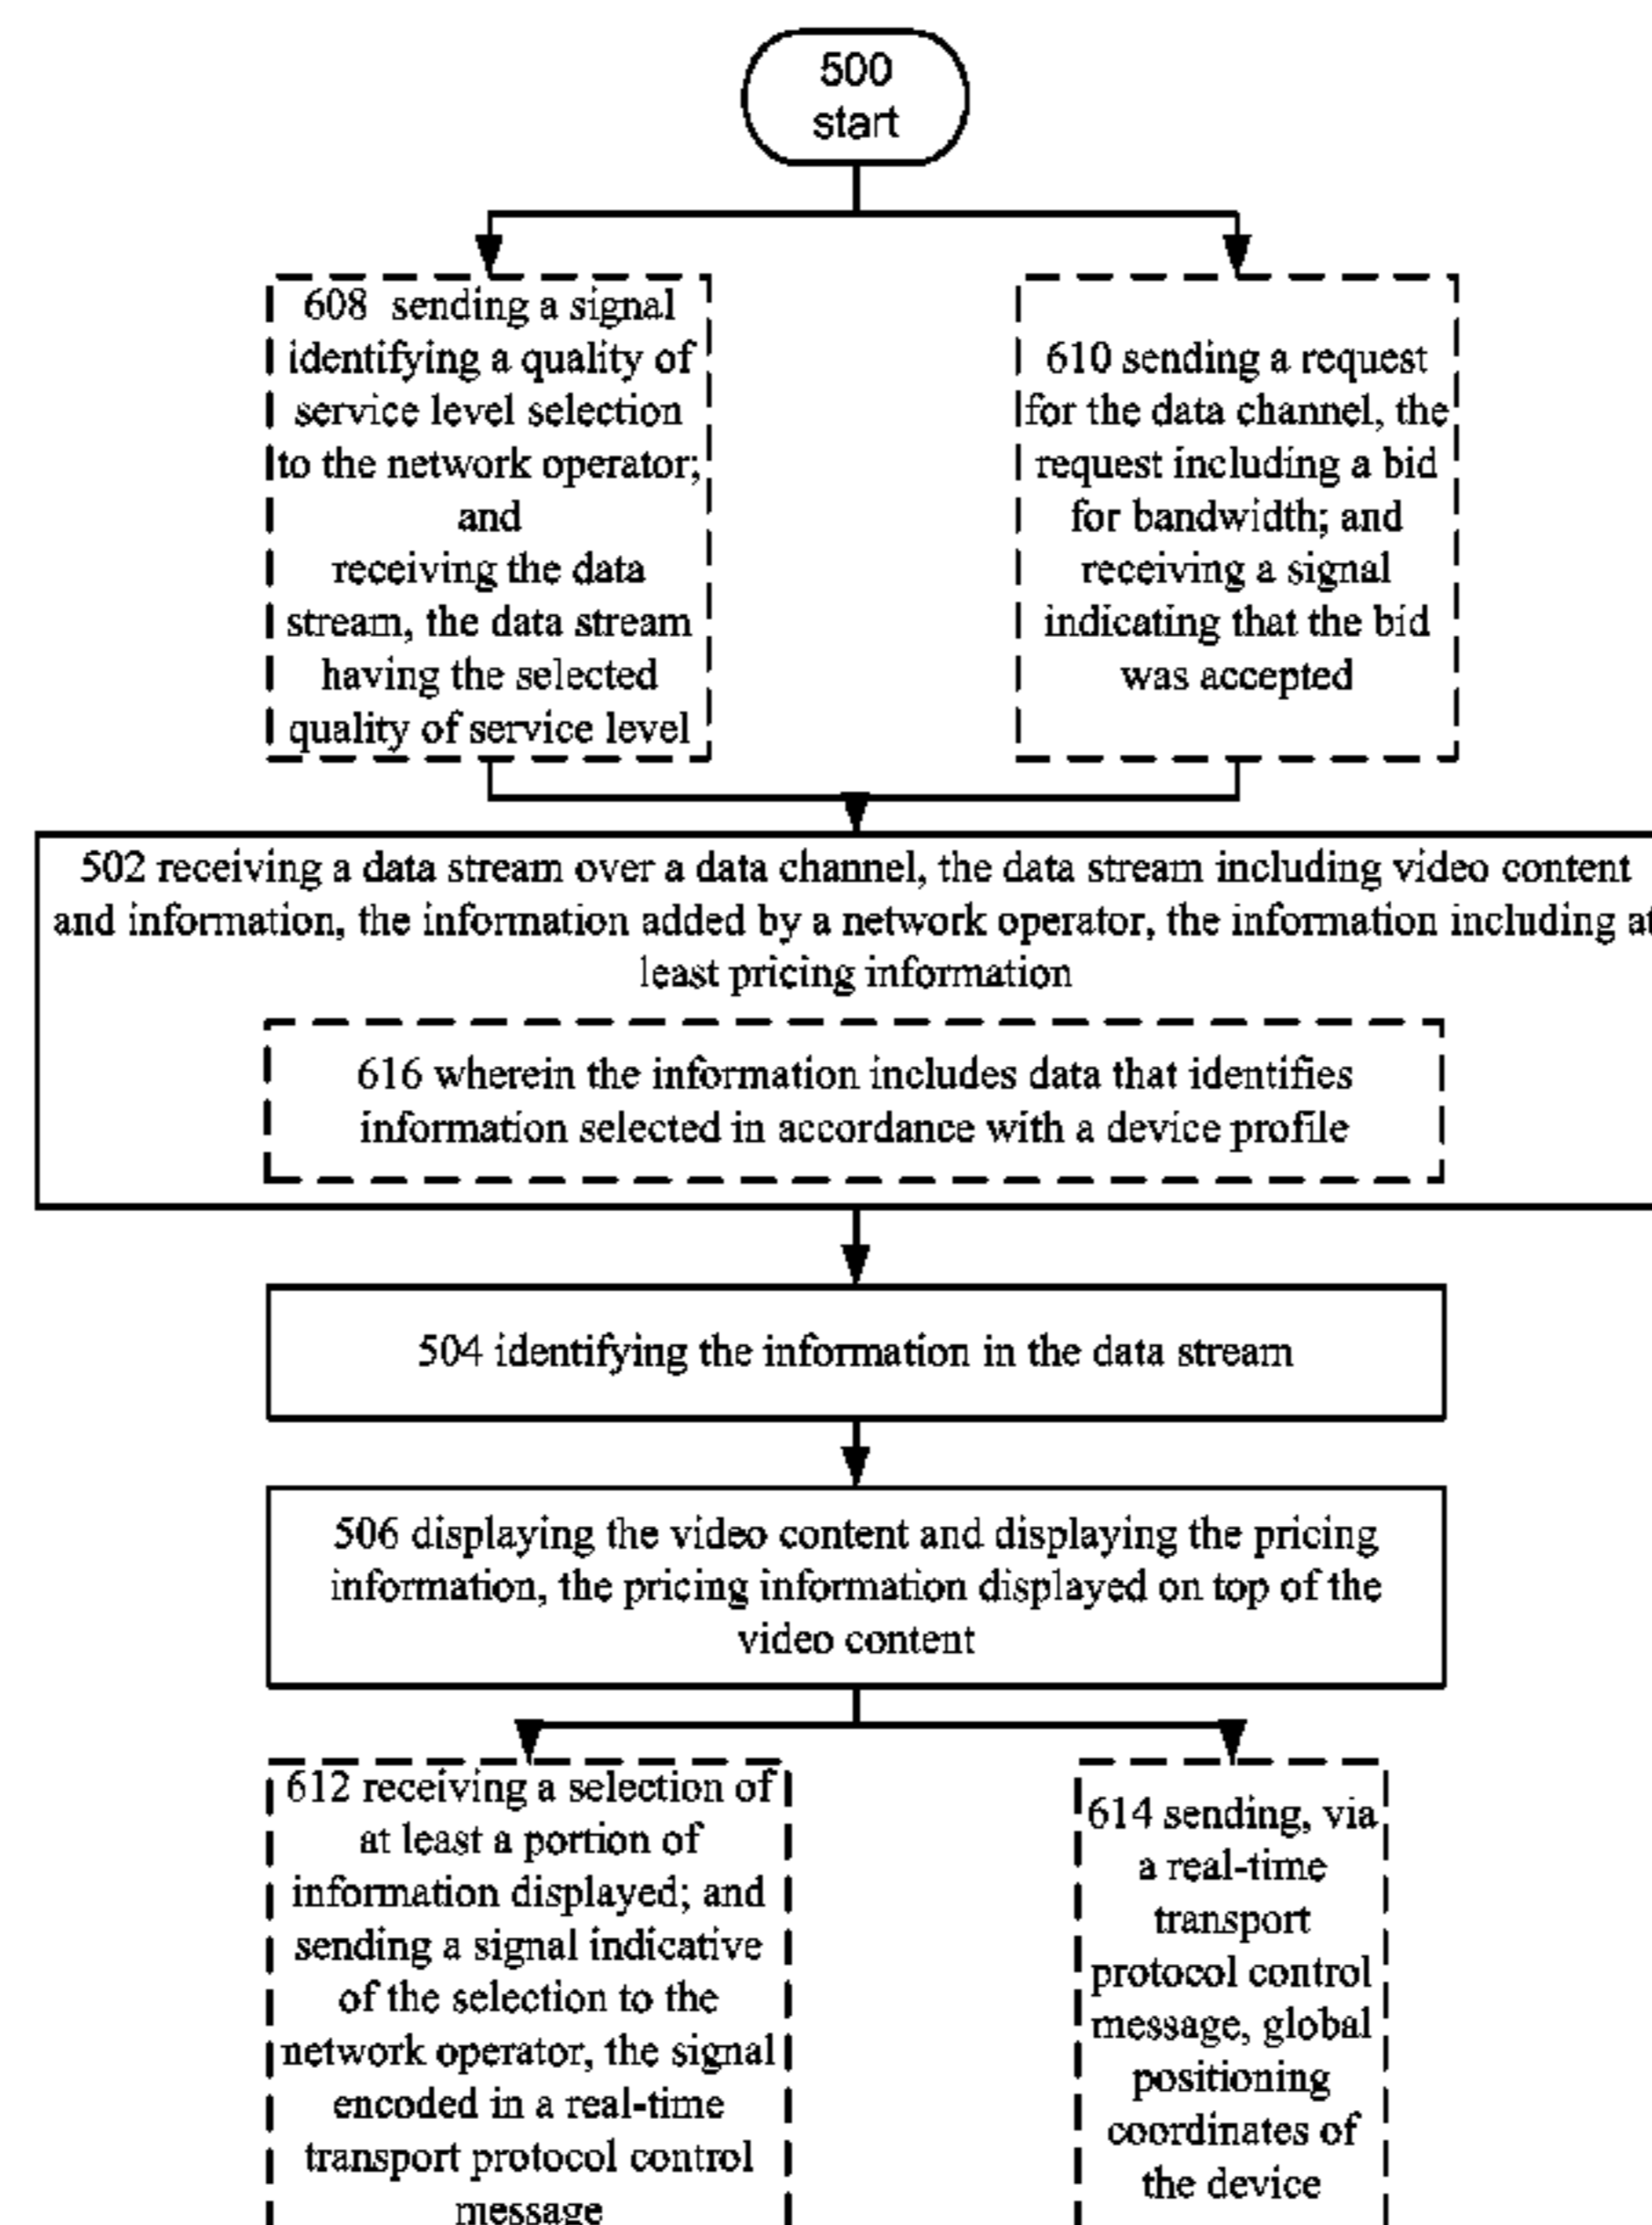 500
start
608 sending a signal
identifying a quality of
service level selection
to the network operator;
and
receiving the data
stream, the data stream
having the selected
quality of service level
610 sending a request
for the data channel, the
request including a bid
for bandwidth; and
receiving a signal
indicating that the bid
was accepted
502 receiving a data stream over a data channel, the data stream including video content
and information, the information added by a network operator, the information including at
least pricing information
616 wherein the information includes data that identifies
information selected in accordance with a device profile
504 identifying the information in the data stream
506 displaying the video content and displaying the pricing
information, the pricing information displayed on top of the
video content
612 receiving a selection of
at least a portion of
information displayed; and
sending a signal indicative
of the selection to the
network operator, the signal
encoded in a real-time
transport protocol control
message
614 sending, via
a real-time
transport
protocol control
message, global
positioning
coordinates of
the device